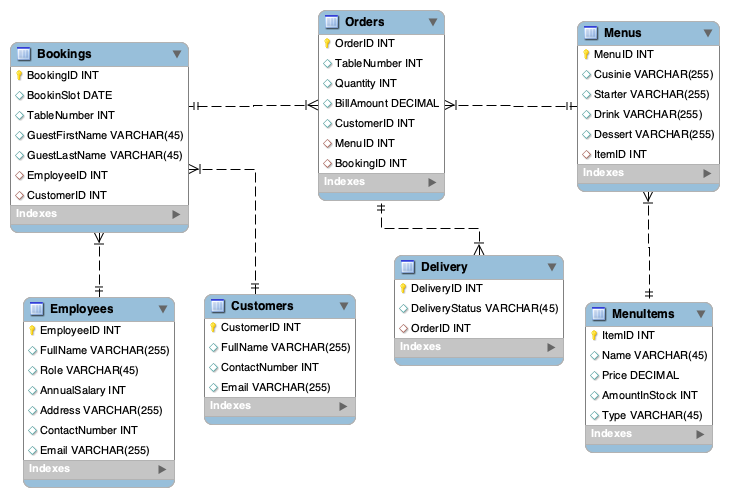 Bookings
BookingID INT
BookinSlot DATE
TableNumber INT
GuestFirstName VARCHAR(45)
GuestLastName VARCHAR(45)
EmployeeID INT
CustomerID INT
Indexes
Orders
OrderID INT
TableNumber INT
Quantity INT
BillAmount DECIMAL
CustomerID INT
MenuID INT
BookingID INT
Indexes
Menus
MenuID INT
Cusinie VARCHAR(255)
Starter VARCHAR(255)
Drink VARCHAR(255)
Dessert VARCHAR(255)
ItemID INT
Indexes
Employees
EmployeeID INT
FullName VARCHAR(255)
Role VARCHAR(45)
AnnualSalary INT
Address VARCHAR(255)
ContactNumber INT
Email VARCHAR(255)
Indexes
Customers
CustomerID INT
FullName VARCHAR(255)
ContactNumber INT
Email VARCHAR(255)
Indexes
Delivery
DeliveryID INT
DeliveryStatus VARCHAR(45)
OrderID INT
Indexes
MenuItems
ItemID INT
Name VARCHAR(45)
Price DECIMAL
AmountInStock INT
Type VARCHAR(45)
Indexes